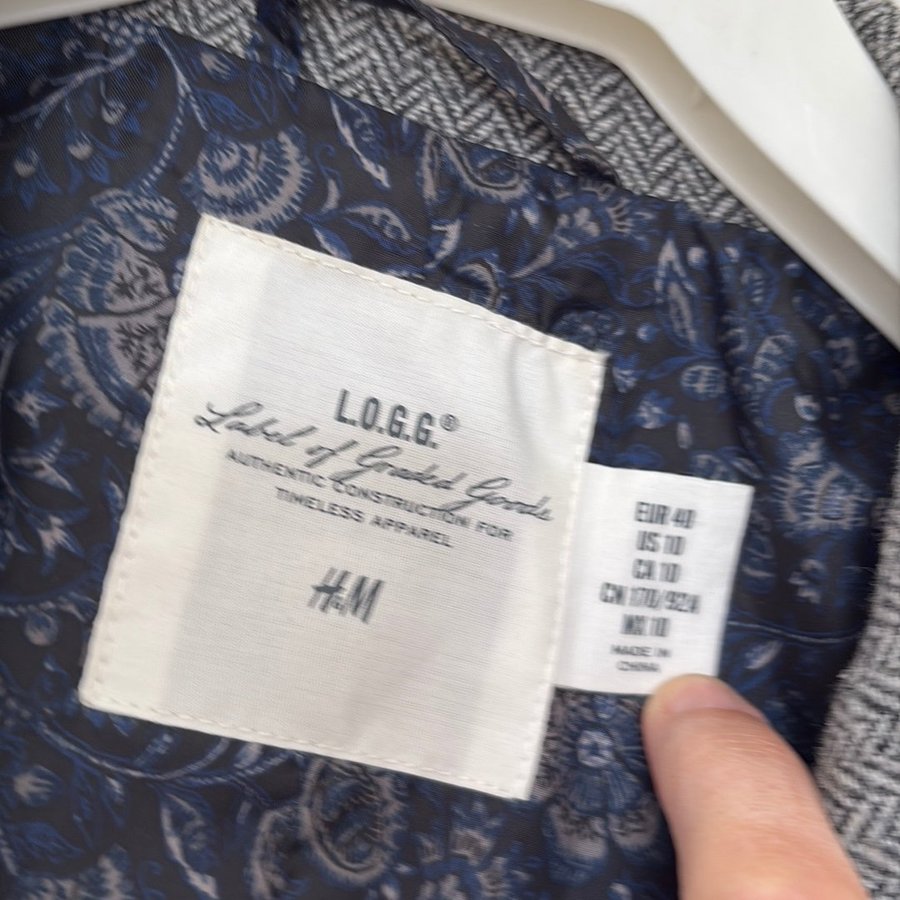 L.O.G.G.®
Label of Graded Goods
AUTHENTIC CONSTRUCTION FOR
TIMELESS APPAREL
H&M
EUR 40
US 10
CA 10
CN 170/92A
MX 10
MADE IN
CHINA